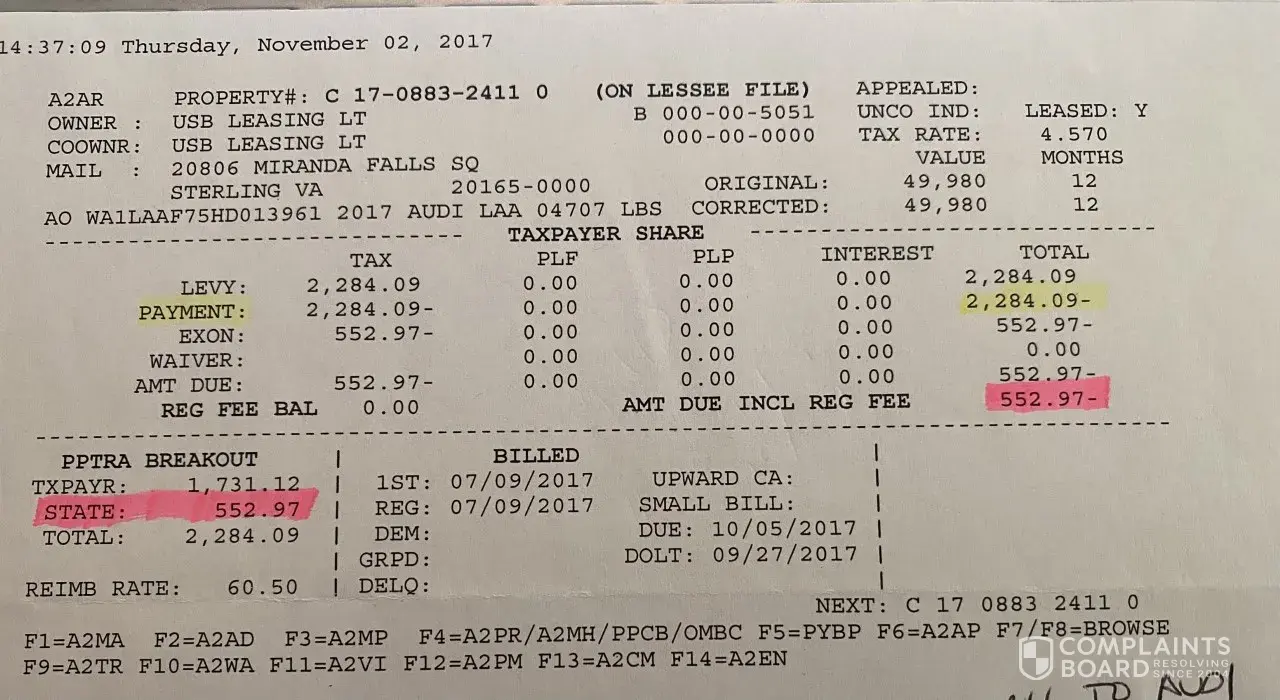 14:37:09 Thursday, November 02, 2017
A2AR PROPERTY#: C 17-0883-2411 0 (ON LESSEE FILE) APPEALED:
OWNER : USB LEASING LT B 000-00-5051 UNCO IND: LEASED: Y
COOWNR: USB LEASING LT 000-00-0000 TAX RATE: 4.570
MAIL : 20806 MIRANDA FALLS SQ VALUE MONTHS
STERLING VA 20165-0000 ORIGINAL: 49,980 12
AO WA1LAAF75HD013961 2017 AUDI LAA 04707 LBS CORRECTED: 49,980 12
------------------------------- TAXPAYER SHARE ------------------------------
TAX PLF PLP INTEREST TOTAL
LEVY: 2,284.09 0.00 0.00 0.00 2,284.09
PAYMENT: 2,284.09- 0.00 0.00 0.00 2,284.09-
EXON: 552.97- 0.00 0.00 0.00 552.97-
WAIVER: 0.00 0.00 0.00 0.00
AMT DUE: 552.97- 0.00 0.00 0.00 552.97-
REG FEE BAL 0.00 AMT DUE INCL REG FEE 552.97-
--------------------------------------------------------------------------------
PPTRA BREAKOUT | BILLED |
TXPAYR: 1,731.12 | 1ST: 07/09/2017 UPWARD CA: |
STATE: 552.97 | REG: 07/09/2017 SMALL BILL: |
TOTAL: 2,284.09 | DEM: DUE: 10/05/2017 |
| GRPD: DOLT: 09/27/2017 |
REIMB RATE: 60.50 | DELQ: |
NEXT: C 17 0883 2411 0
F1=A2MA F2=A2AD F3=A2MP F4=A2PR/A2MH/PPCB/OMBC F5=PYBP F6=A2AP F7/F8=BROWSE
F9=A2TR F10=A2WA F11=A2VI F12=A2PM F13=A2CM F14=A2EN
COMPLAINTS
BOARD RESOLVING SINCE 2004
TO AUDI